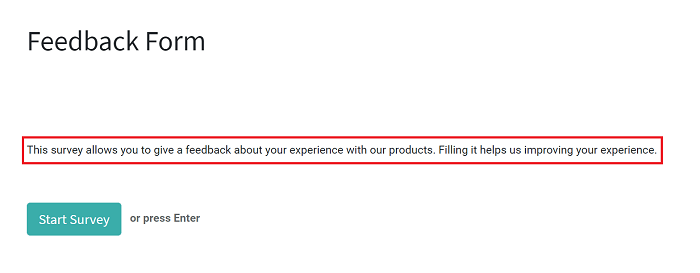 Feedback Form
This survey allows you to give a feedback about your experience with our products. Filling it helps us improving your experience.
Start Survey or press Enter